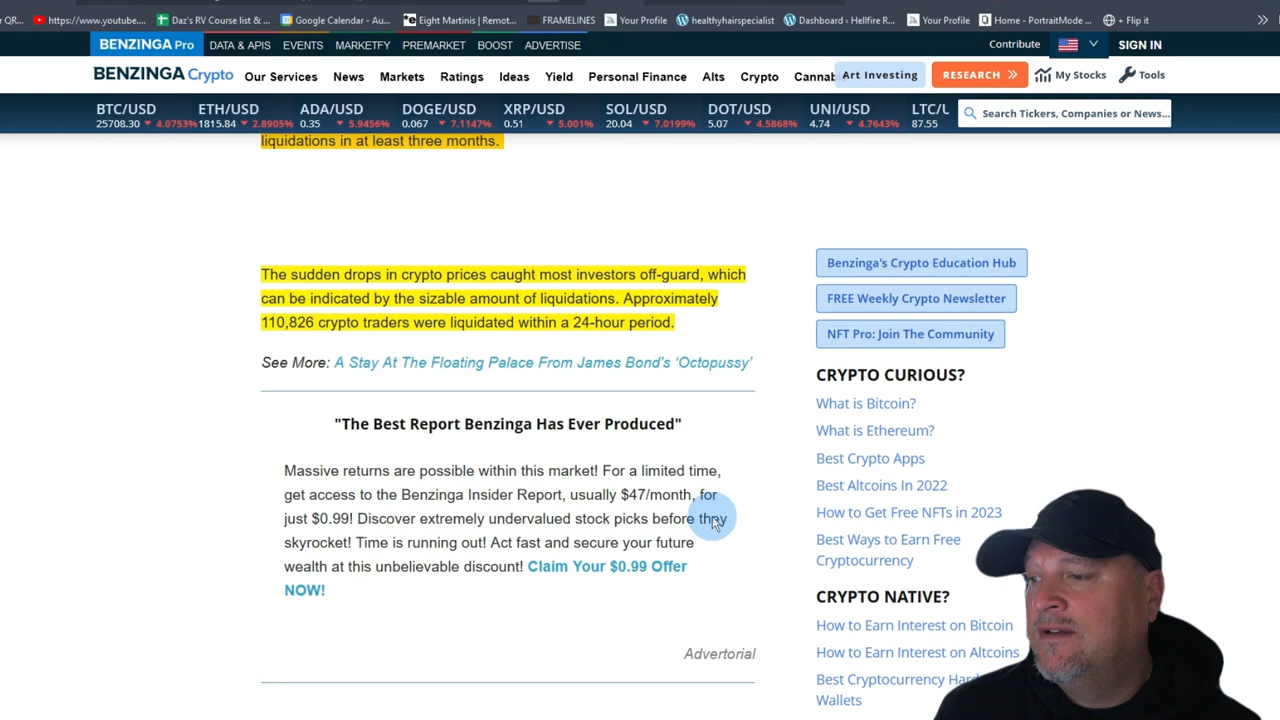 QR...
https://www.youtube....
Daz's RV Course list & ...
Google Calendar - Au...
Eight Martinis | Remot...
FRAMELINES
Your Profile
healthyhairspecialist
Dashboard ‹ Hellfire R...
Your Profile
Home - PortraitMode ...
+ Flip it
»
BENZINGA Pro
DATA & APIS
EVENTS
MARKETFY
PREMARKET
BOOST
ADVERTISE
Contribute
SIGN IN
BENZINGA Crypto
Our Services
News
Markets
Ratings
Ideas
Yield
Personal Finance
Alts
Crypto
Cannab
Art Investing
RESEARCH »
My Stocks
Tools
BTC/USD
25708.30 ▼ 4.0753%
ETH/USD
1815.84 ▼ 2.8905%
ADA/USD
0.35 ▼ 5.9456%
DOGE/USD
0.067 ▼ 7.1147%
XRP/USD
0.51 ▼ 5.001%
SOL/USD
20.04 ▼ 7.0199%
DOT/USD
5.07 ▼ 4.5868%
UNI/USD
4.74 ▼ 4.7643%
LTC/U
87.55
Search Tickers, Companies or News...
liquidations in at least three months.
The sudden drops in crypto prices caught most investors off-guard, which
can be indicated by the sizable amount of liquidations. Approximately
110,826 crypto traders were liquidated within a 24-hour period.
See More: A Stay At The Floating Palace From James Bond's ‘Octopussy’
"The Best Report Benzinga Has Ever Produced"
Massive returns are possible within this market! For a limited time,
get access to the Benzinga Insider Report, usually $47/month, for
just $0.99! Discover extremely undervalued stock picks before they
skyrocket! Time is running out! Act fast and secure your future
wealth at this unbelievable discount! Claim Your $0.99 Offer
NOW!
Advertorial
Benzinga's Crypto Education Hub
FREE Weekly Crypto Newsletter
NFT Pro: Join The Community
CRYPTO CURIOUS?
What is Bitcoin?
What is Ethereum?
Best Crypto Apps
Best Altcoins In 2022
How to Get Free NFTs in 2023
Best Ways to Earn Free
Cryptocurrency
CRYPTO NATIVE?
How to Earn Interest on Bitcoin
How to Earn Interest on Altcoins
Best Cryptocurrency Hard
Wallets